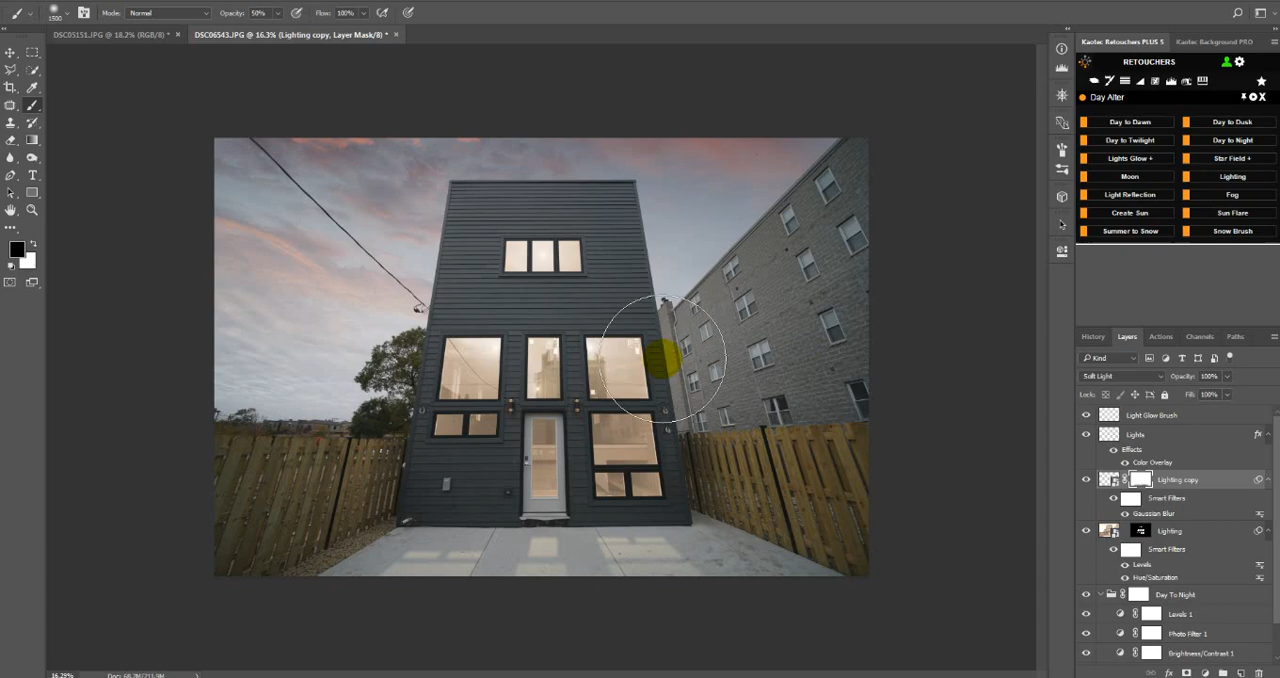 1500 Mode: Normal Opacity: 50% Flow: 100%
DSC05151.JPG @ 18.2% (RGB/8) * × DSC06543.JPG @ 16.3% (Lighting copy, Layer Mask/8) * ×
Kaotec Retouchers PLUS 5 Kaotec Background PRO
RETOUCHERS
Day Alter X
Day to Dawn Day to Dusk
Day to Twilight Day to Night
Lights Glow + Star Field +
Moon Lighting
Light Reflection Fog
Create Sun Sun Flare
Summer to Snow Snow Brush
History Layers Actions Channels Paths
Kind
Soft Light Opacity: 100%
Locks: Fill: 100%
Light Glow Brush
Lights fx
Effects
Color Overlay
Lighting copy
Smart Filters
Gaussian Blur
Lighting
Smart Filters
Levels
Hue/Saturation
Day To Night
Levels 1
Photo Filter 1
Brightness/Contrast 1
fx
16.29%